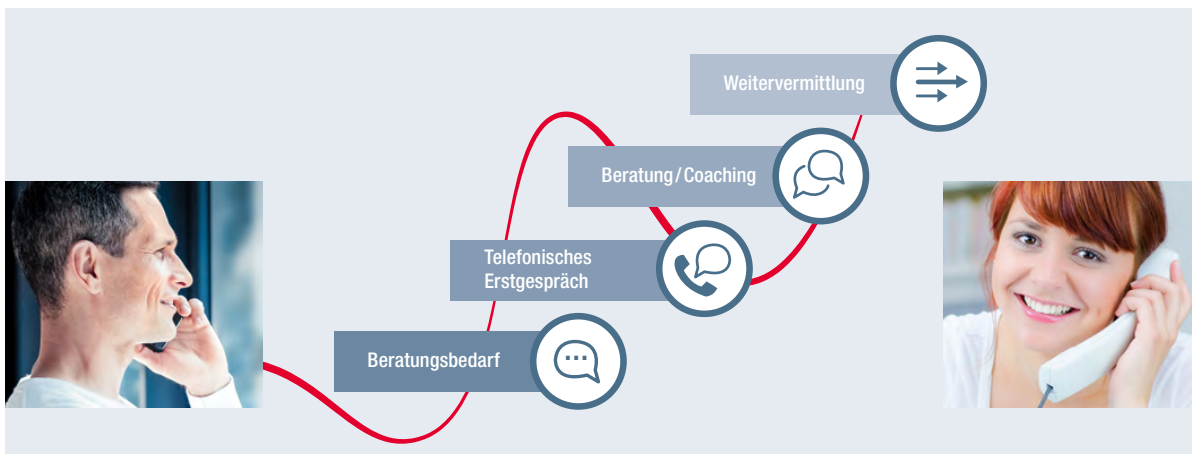 Weitervermittlung
Beratung/Coaching
Telefonisches
Erstgespräch
Beratungsbedarf